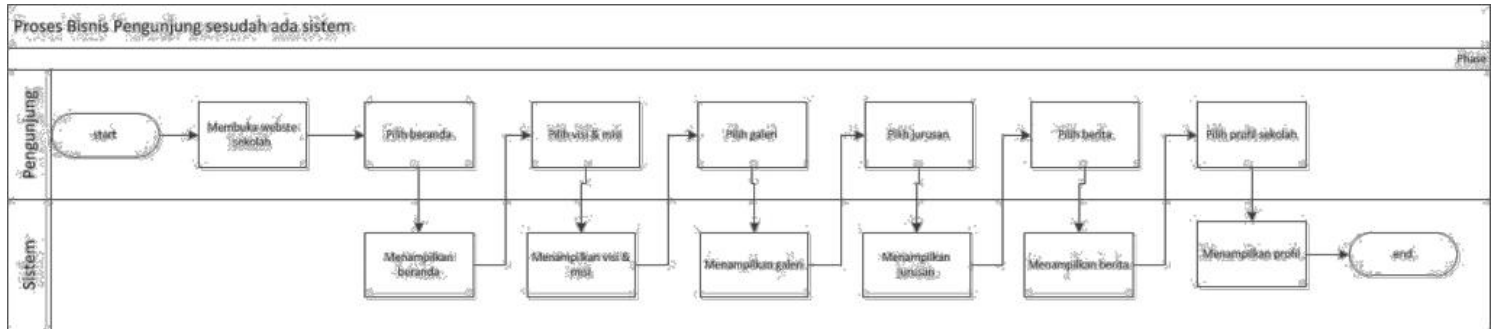 Proses Bisnis Pengunjung sesudah ada sistem
Phase
Pengunjung
start
Membuka webste
sekolah
Pilih beranda
Pilih visi & misi
Pilih galeri
Pilih jurusan
Pilih berita
Pilih profil sekolah
Sistem
Menampilkan
beranda
Menampilkan visi &
misi
Menampilkan galeri
Menampilkan
jurusan
Menampilkan berita
Menampilkan profil
end